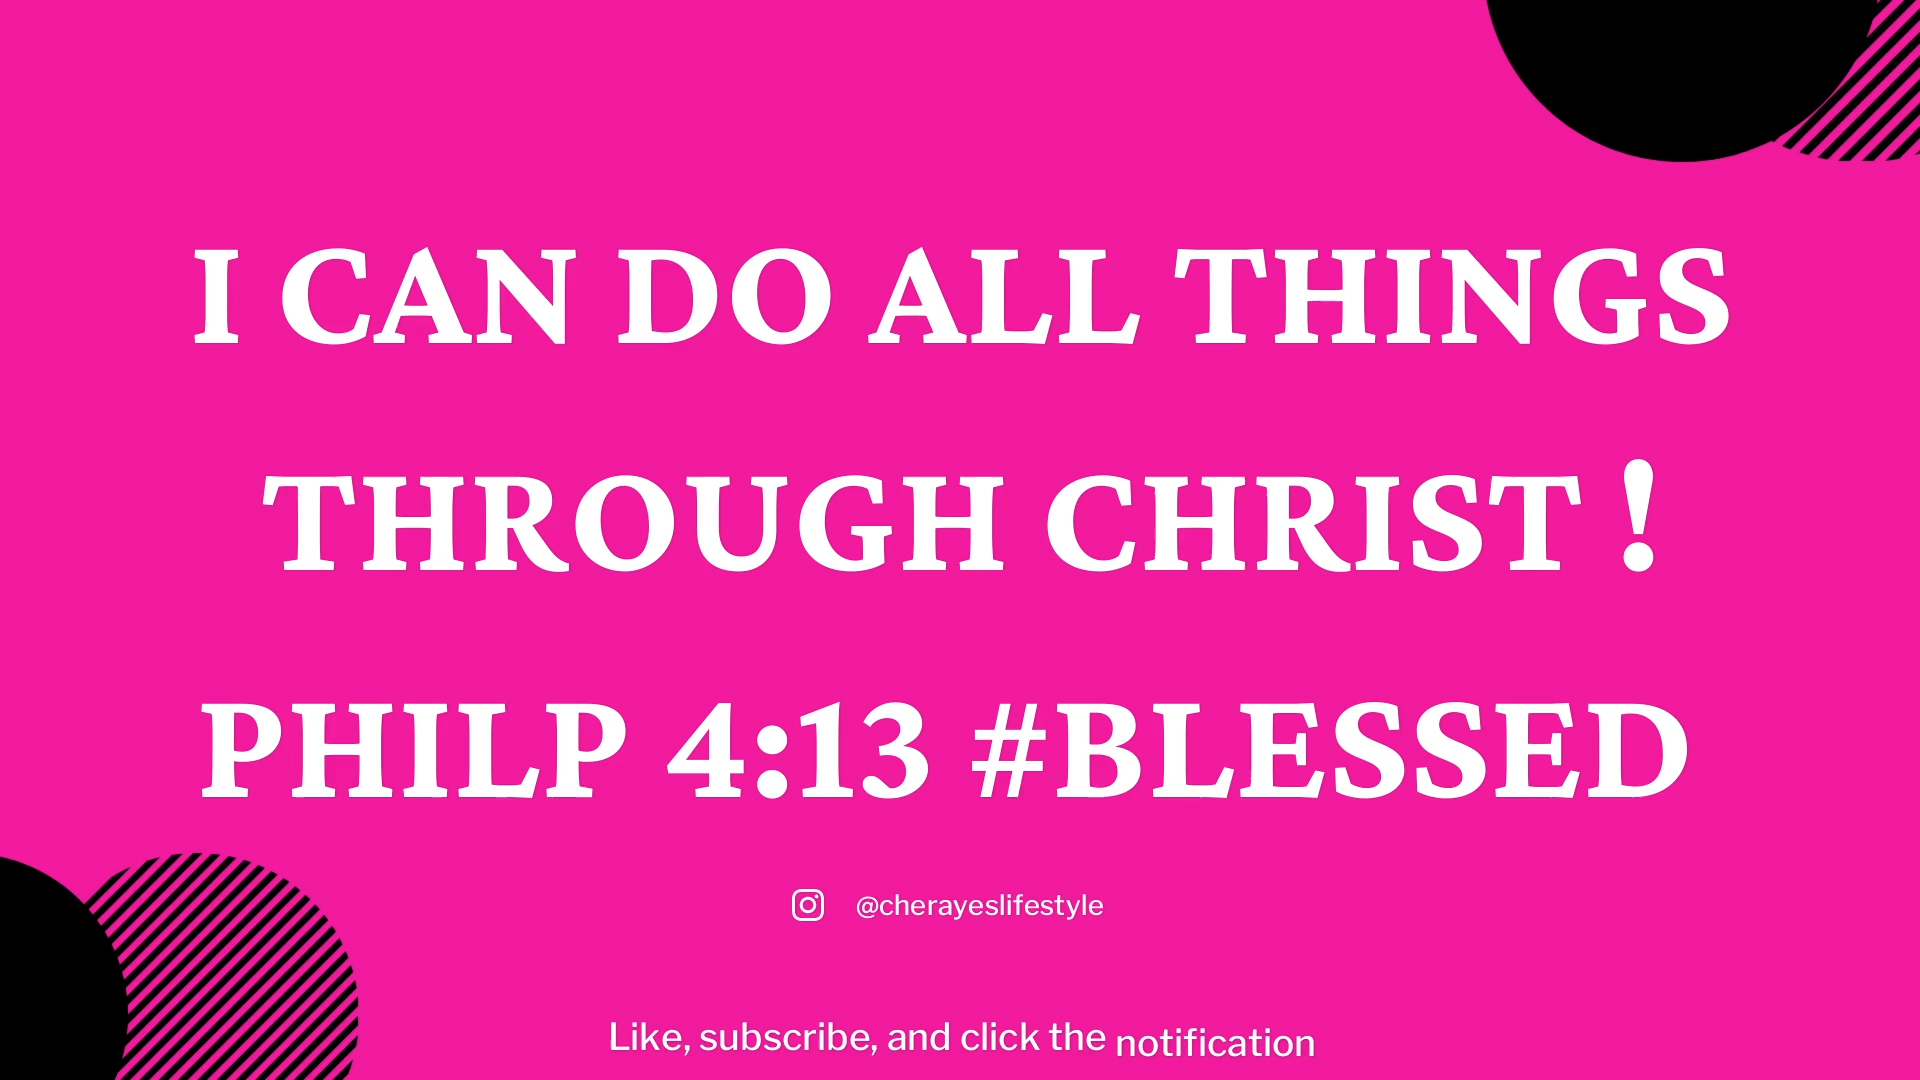 I CAN DO ALL THINGS
THROUGH CHRIST !
PHILP 4:13 #BLESSED
@cherayeslifestyle
Like, subscribe, and click the notification